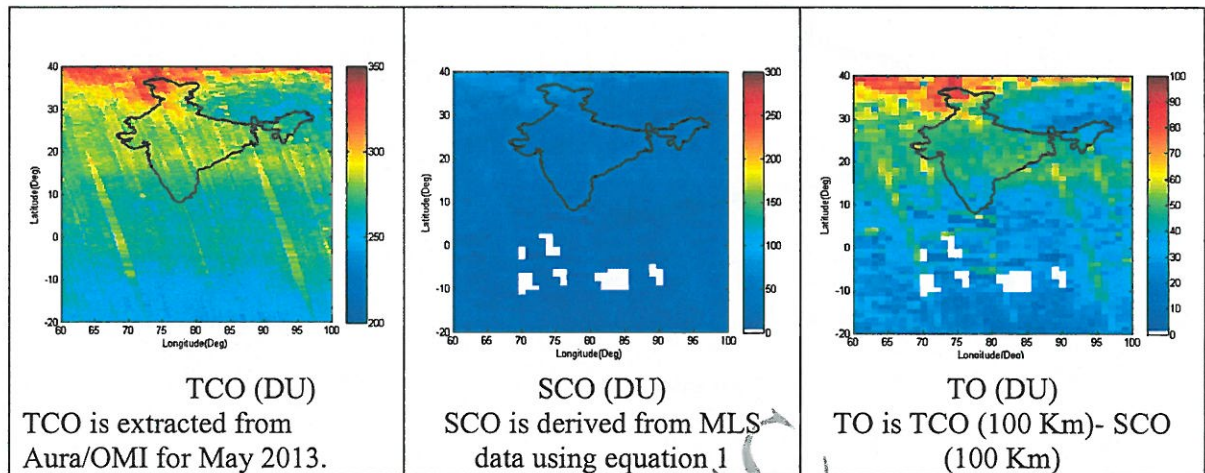 40
30
20
10
0
-10
-20
Latitude(Deg)
60 65 70 75 80 85 90 95 100
Longitude(Deg)
350
300
250
200
TCO (DU)
TCO is extracted from
Aura/OMI for May 2013.
40
30
20
10
0
-10
-20
Latitude(Deg)
60 65 70 75 80 85 90 95 100
Longitude(Deg)
300
250
200
150
100
50
0
SCO (DU)
SCO is derived from MLS
data using equation 1
40
30
20
10
0
-10
-20
Latitude(Deg)
60 65 70 75 80 85 90 95 100
Longitude(Deg)
100
90
80
70
60
50
40
30
20
10
0
TO (DU)
TO is TCO (100 Km)- SCO
(100 Km)